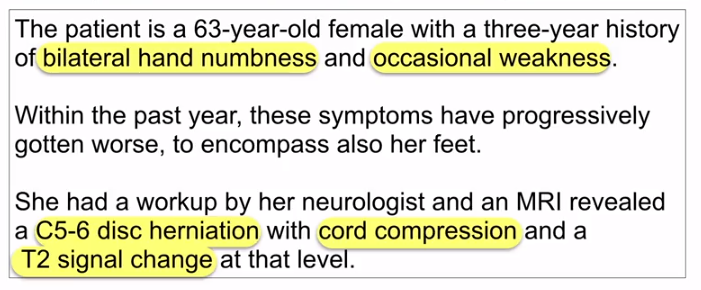 The patient is a 63-year-old female with a three-year history
of bilateral hand numbness and occasional weakness.
Within the past year, these symptoms have progressively
gotten worse, to encompass also her feet.
She had a workup by her neurologist and an MRI revealed
a C5-6 disc herniation with cord compression and a
T2 signal change at that level.